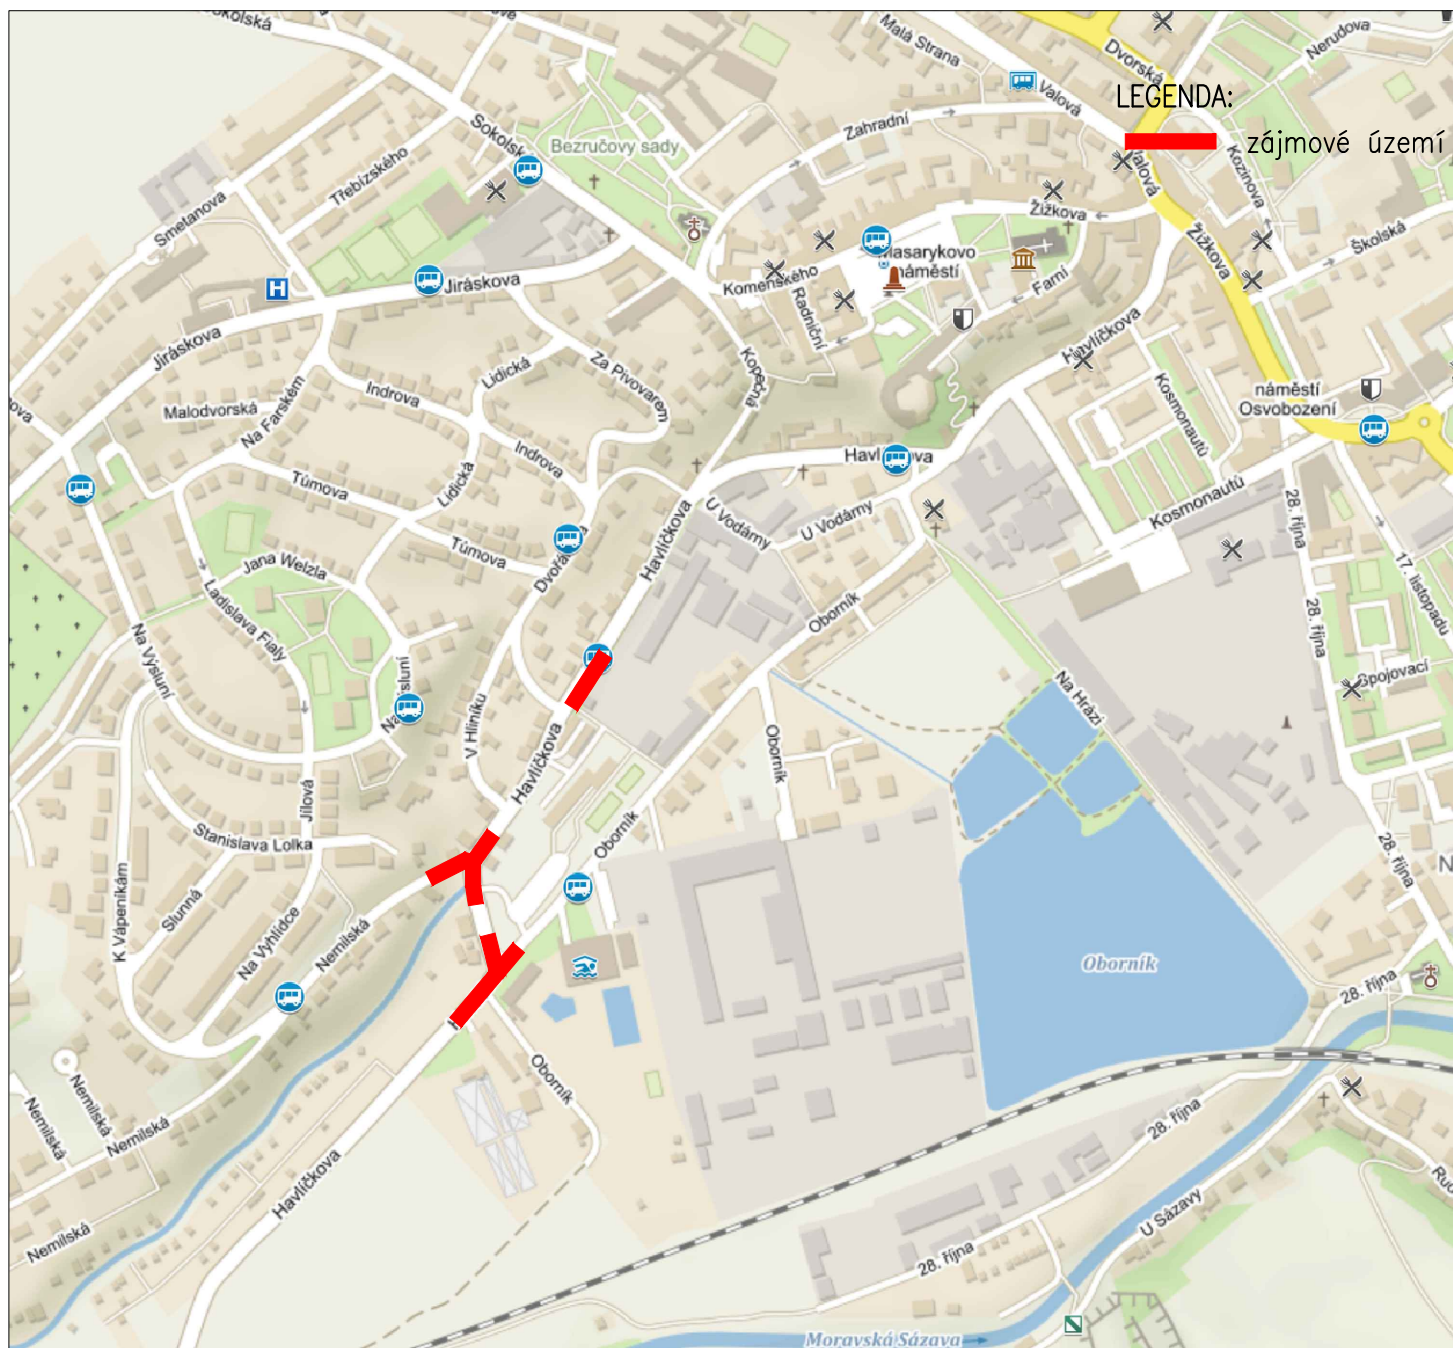 Sokolská
Malá Strana
Dvorská
Nerudova
Valová
LEGENDA:
zájmové území
Zahradní
Bezručovy sady
Třebízského
Smetanova
Valová
Kozinova
Žižkova
Žižkova
Školská
Masarykovo
náměstí
Komenského
Radniční
Farní
Jiráskova
Jiráskova
Havlíčkova
Kopečná
Za Pivovarem
Lidická
Indrova
Malodvorská
Na Farském
Kosmonautů
náměstí
Osvobození
Indrova
Lidická
Túmova
Havlíčkova
U Vodárny
U Vodárny
Kosmonautů
28. října
17. listopadu
Túmova
Jana Welzla
Ladislava Fialy
Na Výsluní
Havlíčkova
Oborník
28. října
Spojovací
Na Hrázi
V Hliníku
Havlíčkova
Oborník
Jílová
Stanislava Lolka
Oborník
28. října
N
K Vápeníkám
Slunná
Na Vyhlídce
Nemilská
Oborník
28. října
Oborník
Nemilská
Nemilská
Nemilská
28. října
Havlíčkova
U Sázavy
Nemilská
28. října
Moravská Sázava